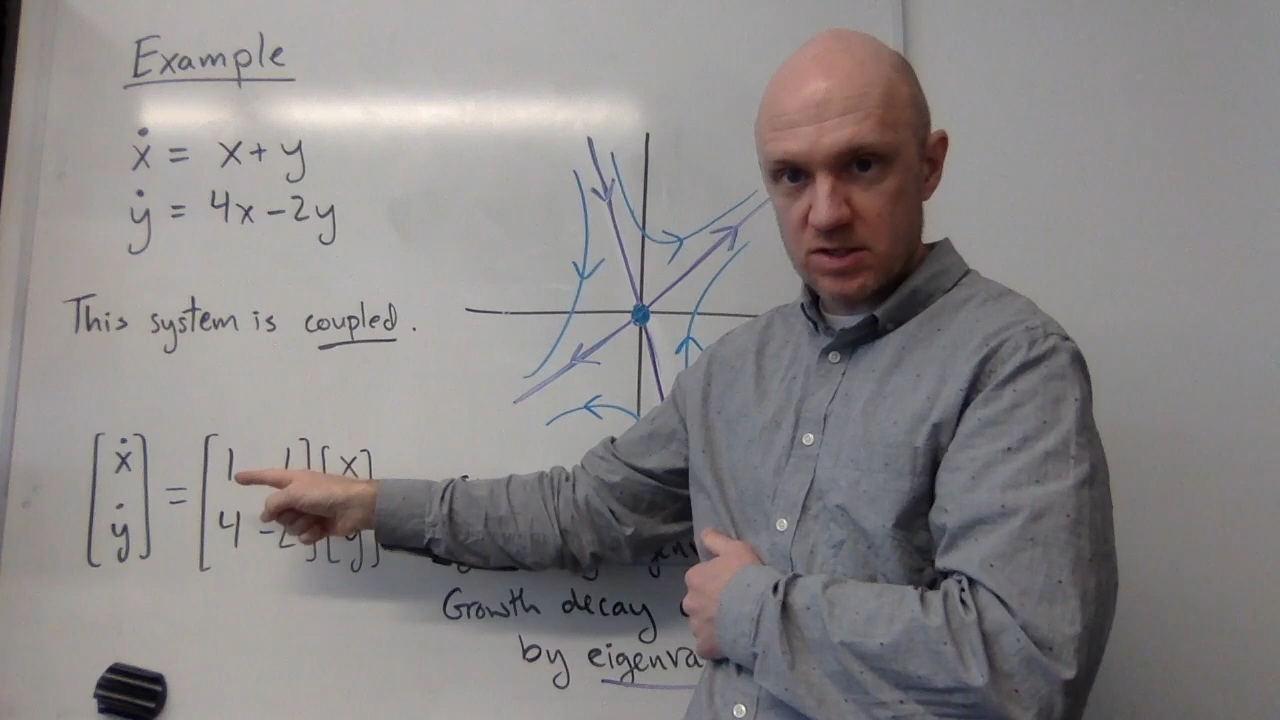 Example
ẋ = x + y
ẏ = 4x - 2y
This system is coupled.
[ẋ] = [1 1][x]
[ẏ] [4 -2][y]
Growth decay
by